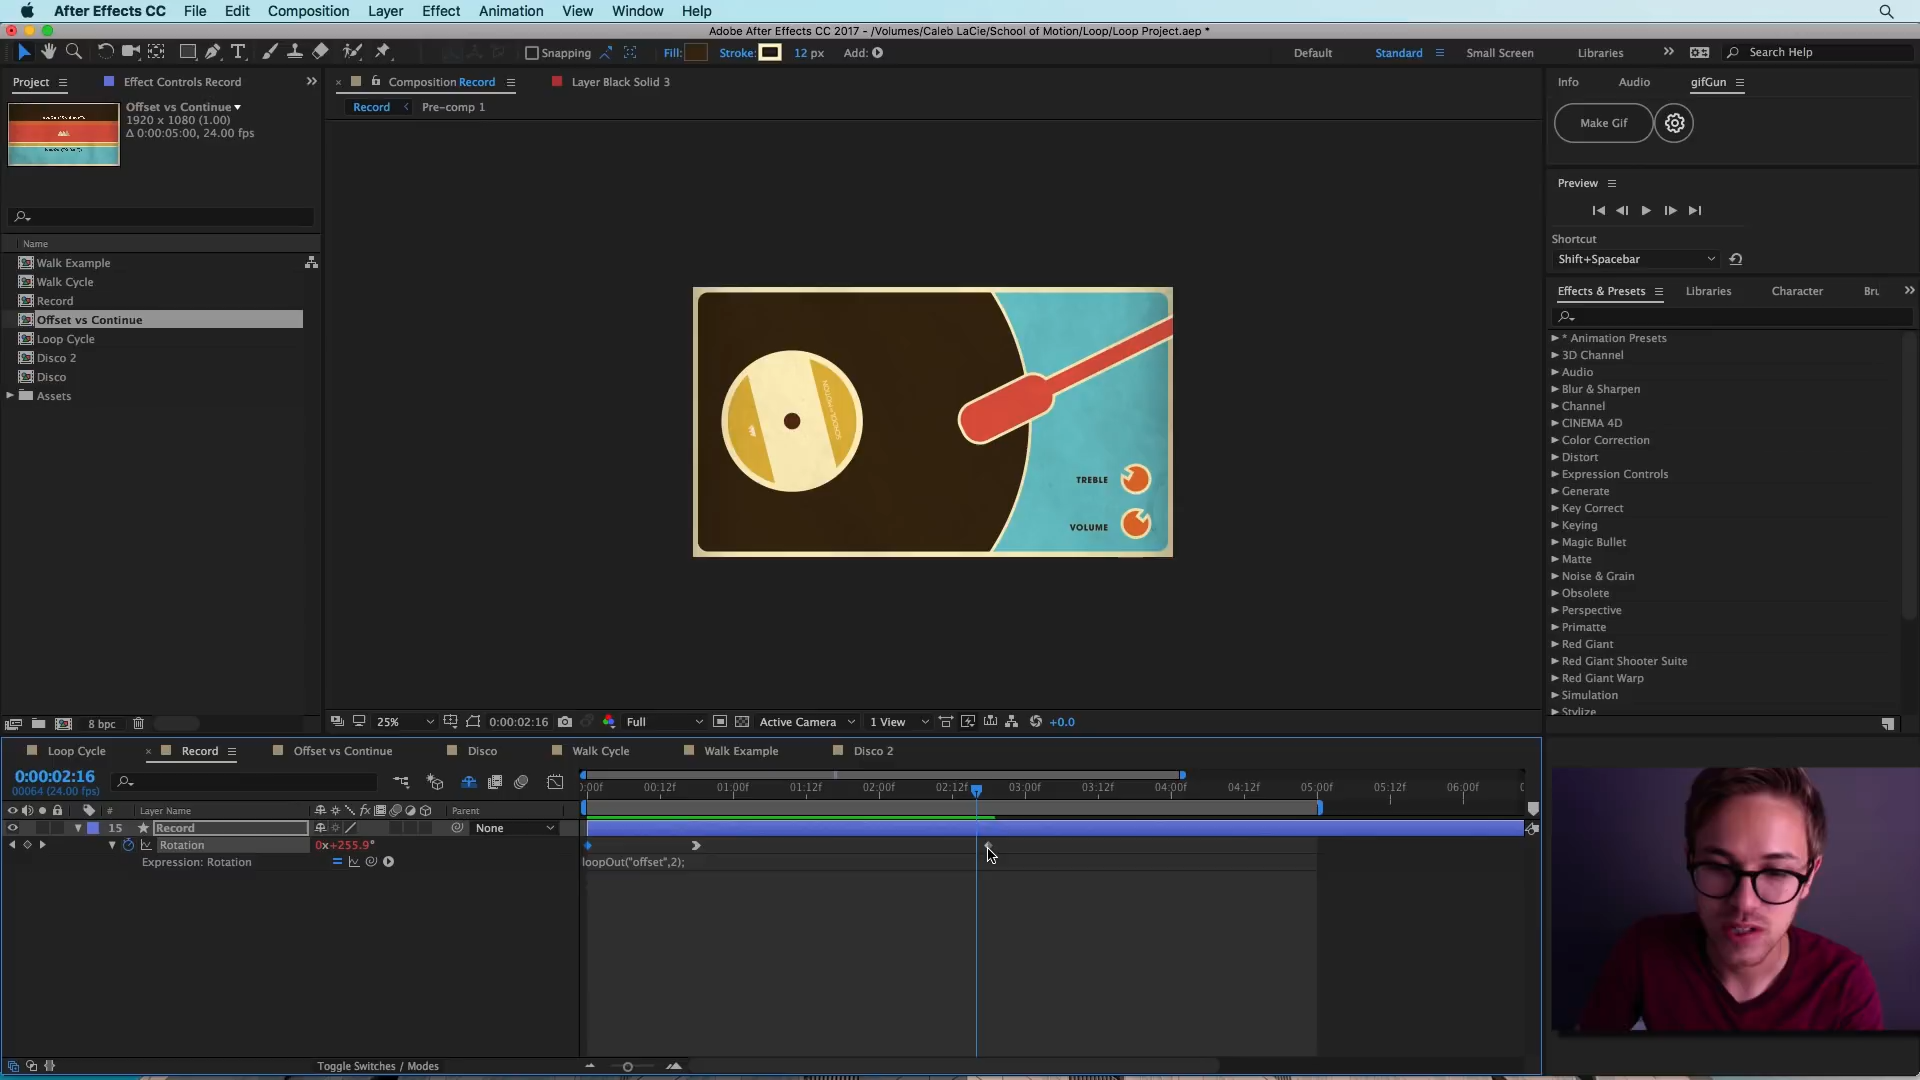 After Effects CC File Edit Composition Layer Effect Animation View Window Help
Adobe After Effects CC 2017 - /Volumes/Caleb LaCie/School of Motion/Loop/Loop Project.aep *
Snapping Fill: Stroke: 12 px Add: Default Standard Small Screen Libraries Search Help
Project Effect Controls Record Composition Record Layer Black Solid 3 Info Audio gifGun
Offset vs Continue
1920 x 1080 (1.00)
Δ 0:00:05:00, 24.00 fps
Record Pre-comp 1
Make Gif
Preview
Shortcut
Shift+Spacebar
Name
Walk Example
Walk Cycle
Record
Offset vs Continue
Loop Cycle
Disco 2
Disco
Assets
Effects & Presets Libraries Character Bru
* Animation Presets
3D Channel
Audio
Blur & Sharpen
Channel
CINEMA 4D
Color Correction
Distort
Expression Controls
Generate
Key Correct
Keying
Magic Bullet
Matte
Noise & Grain
Obsolete
Perspective
Primatte
Red Giant
Red Giant Shooter Suite
Red Giant Warp
Simulation
Stylize
SCHOOL of MOTION
TREBLE
VOLUME
8 bpc
25% 0:00:02:16 Full Active Camera 1 View +0.0
Loop Cycle Record Offset vs Continue Disco Walk Cycle Walk Example Disco 2
0:00:02:16
00064 (24.00 fps)
:00f 00:12f 01:00f 01:12f 02:00f 02:12f 03:00f 03:12f 04:00f 04:12f 05:00f 05:12f 06:00f
# Layer Name Parent
15 Record None
Rotation 0x+255.9°
Expression: Rotation loopOut("offset",2);
Toggle Switches / Modes